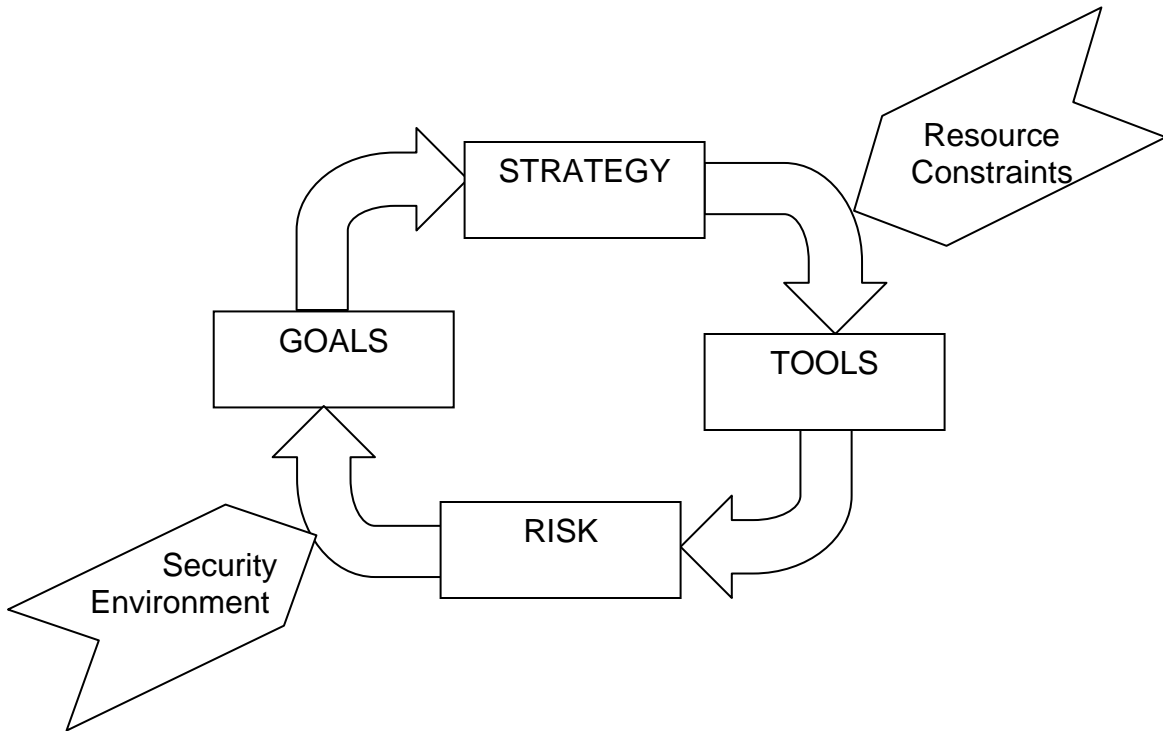 STRATEGY
Resource
Constraints
GOALS
TOOLS
RISK
Security
Environment